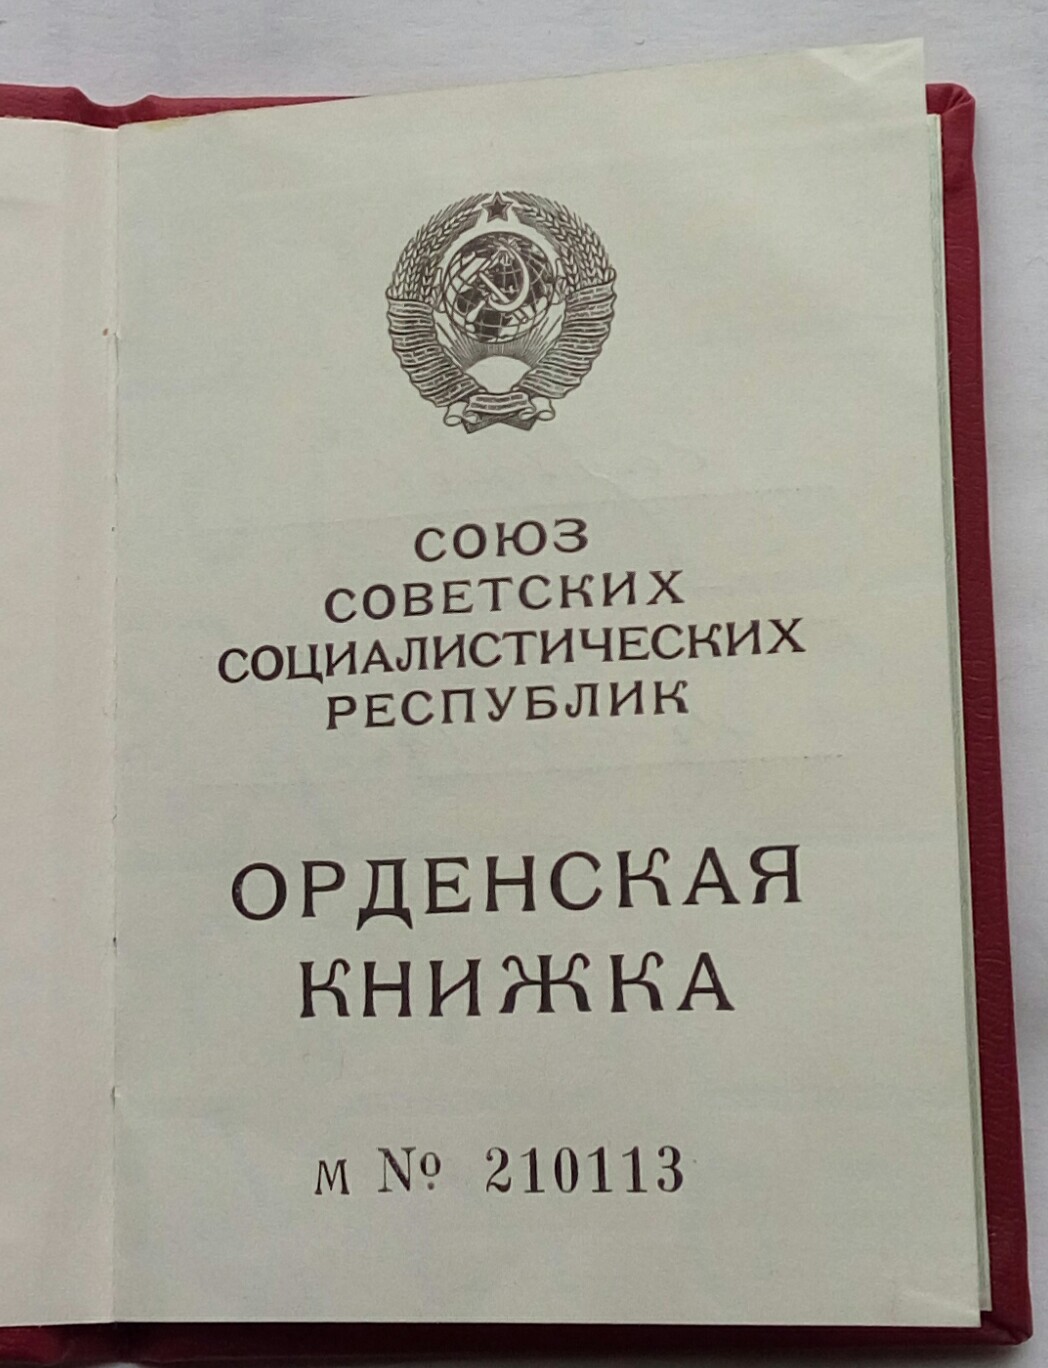 СОЮЗ
СОВЕТСКИХ
СОЦИАЛИСТИЧЕСКИХ
РЕСПУБЛИК
ОРДЕНСКАЯ
КНИЖКА
М № 210113